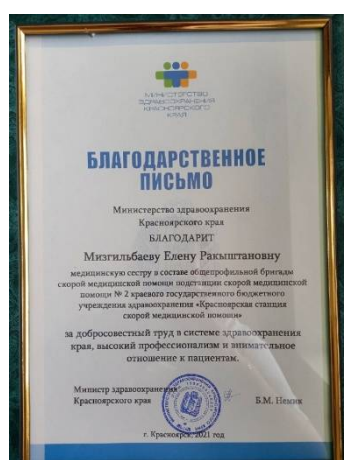 МИНИСТЕРСТВО
ЗДРАВООХРАНЕНИЯ
КРАСНОЯРСКОГО
КРАЯ
БЛАГОДАРСТВЕННОЕ
ПИСЬМО
Министерство здравоохранения
Красноярского края
БЛАГОДАРИТ
Мизгильбаеву Елену Ракыштановну
медицинскую сестру в составе общепрофильной бригады
скорой медицинской помощи подстанции скорой медицинской
помощи № 2 краевого государственного бюджетного
учреждения здравоохранения «Красноярская станция
скорой медицинской помощи»
за добросовестный труд в системе здравоохранения
края, высокий профессионализм и внимательное
отношение к пациентам.
Министр здравоохранения
Красноярского края Б.М. Немик
г. Красноярск, 2021 год